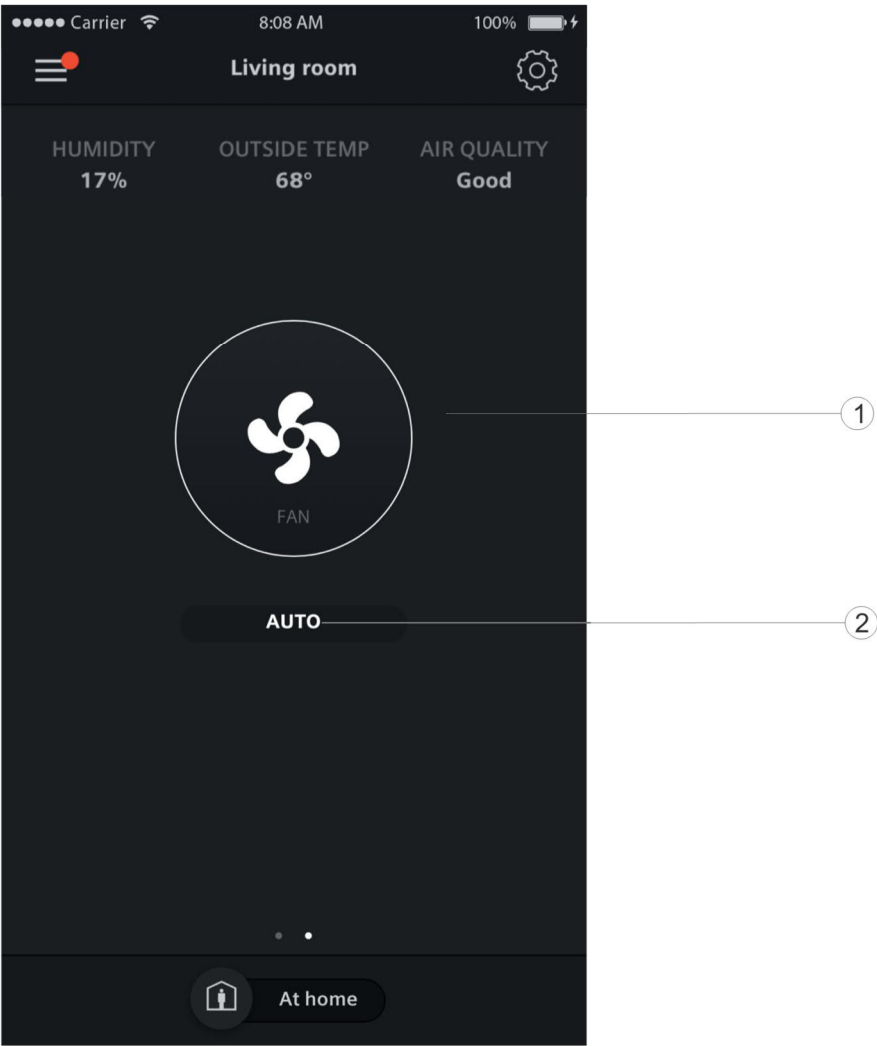 Carrier 8:08 AM 100%
Living room
HUMIDITY OUTSIDE TEMP AIR QUALITY
17% 68° Good
1
FAN
AUTO 2
At home